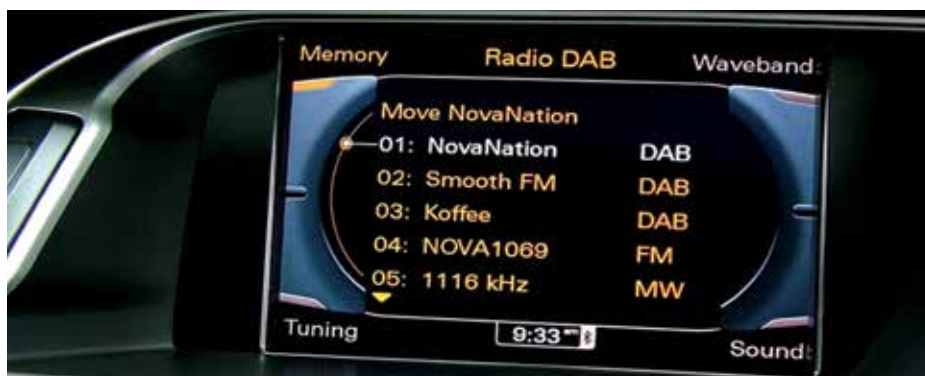 Memory Radio DAB Waveband
Move NovaNation
01: NovaNation DAB
02: Smooth FM DAB
03: Koffee DAB
04: NOVA1069 FM
05: 1116 kHz MW
Tuning 9:33 Sound